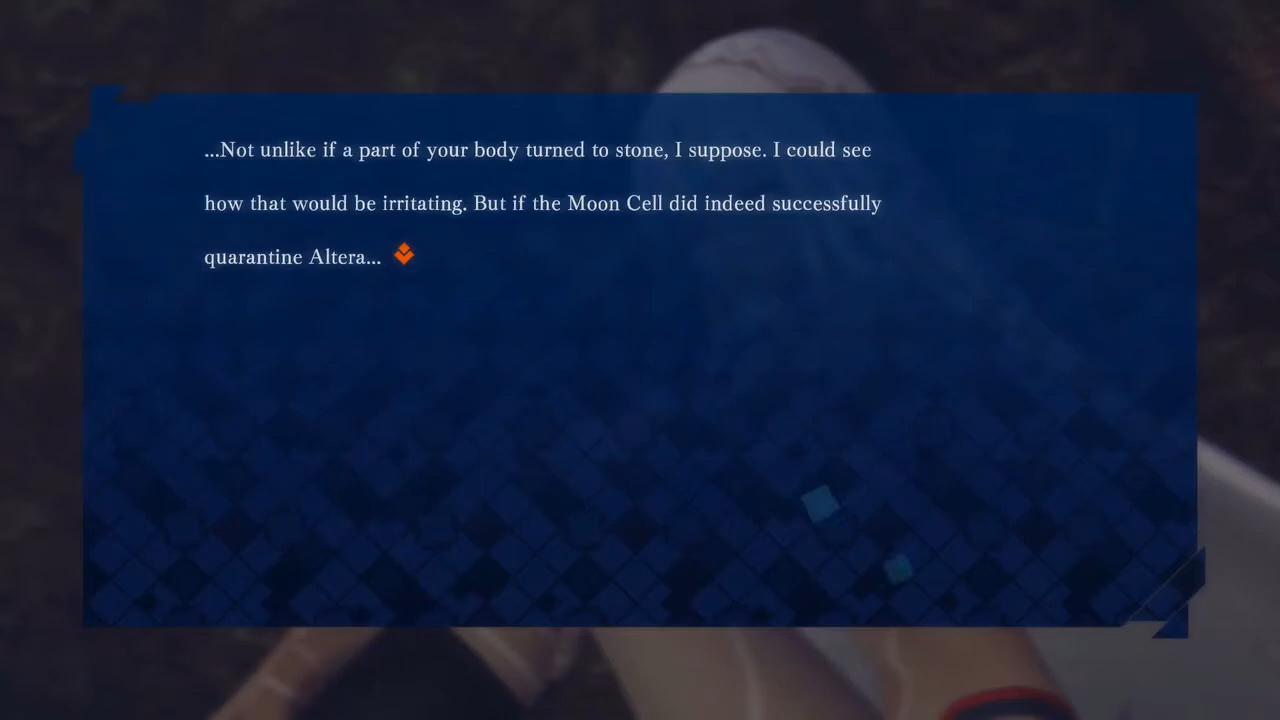 ...Not unlike if a part of your body turned to stone, I suppose. I could see
how that would be irritating. But if the Moon Cell did indeed successfully
quarantine Altera...